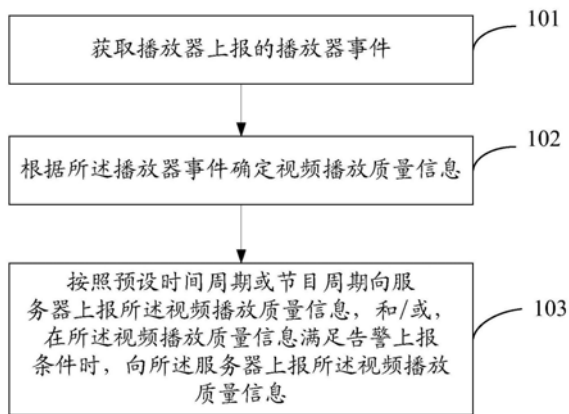 101
获取播放器上报的播放器事件
102
根据所述播放器事件确定视频播放质量信息
按照预设时间周期或节目周期向服
务器上报所述视频播放质量信息，和/或，
在所述视频播放质量信息满足告警上报
条件时，向所述服务器上报所述视频播放
质量信息
103